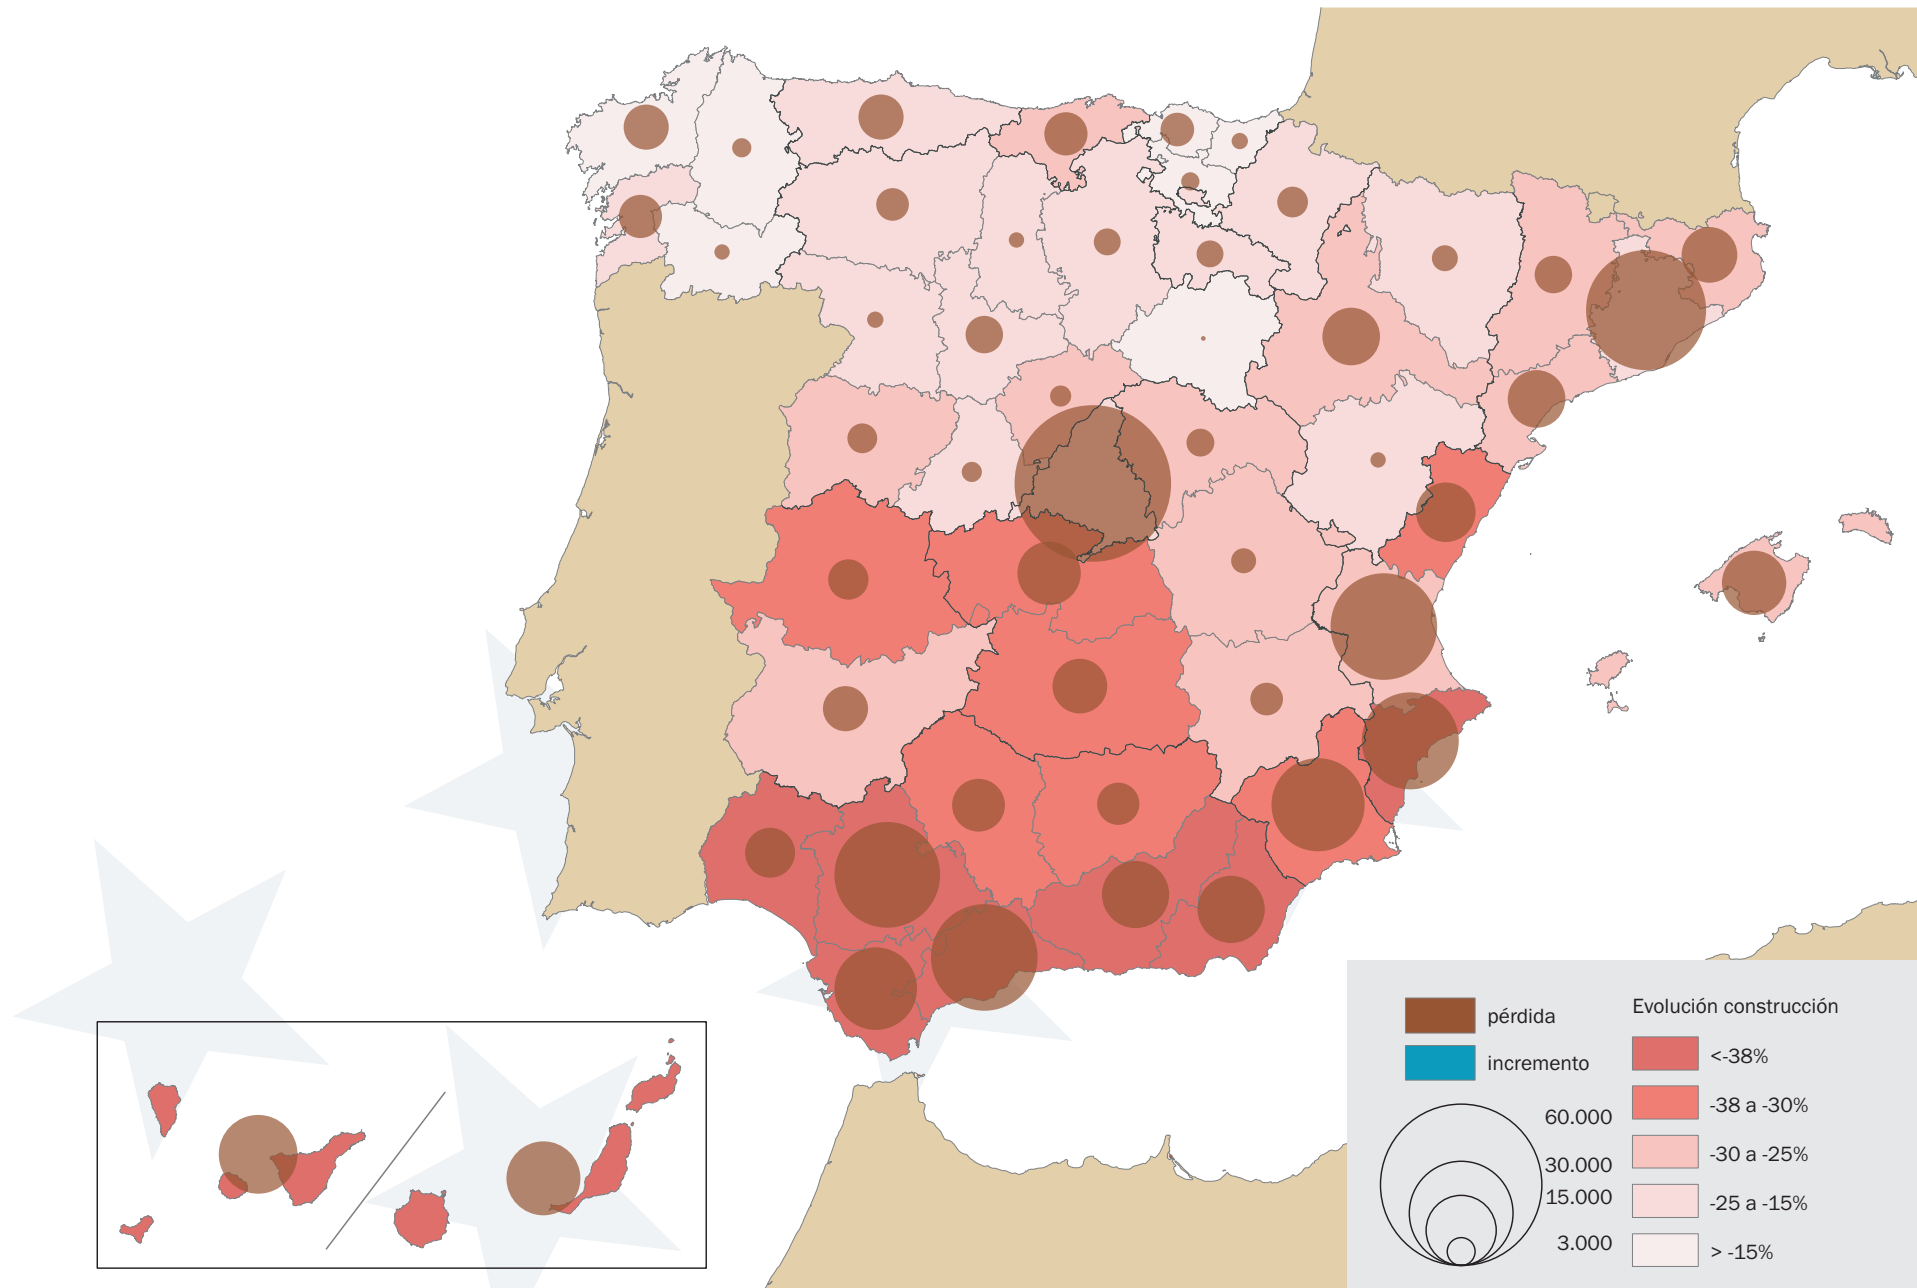 pérdida
incremento
60.000
30.000
15.000
3.000
Evolución construcción
<-38%
-38 a -30%
-30 a -25%
-25 a -15%
> -15%